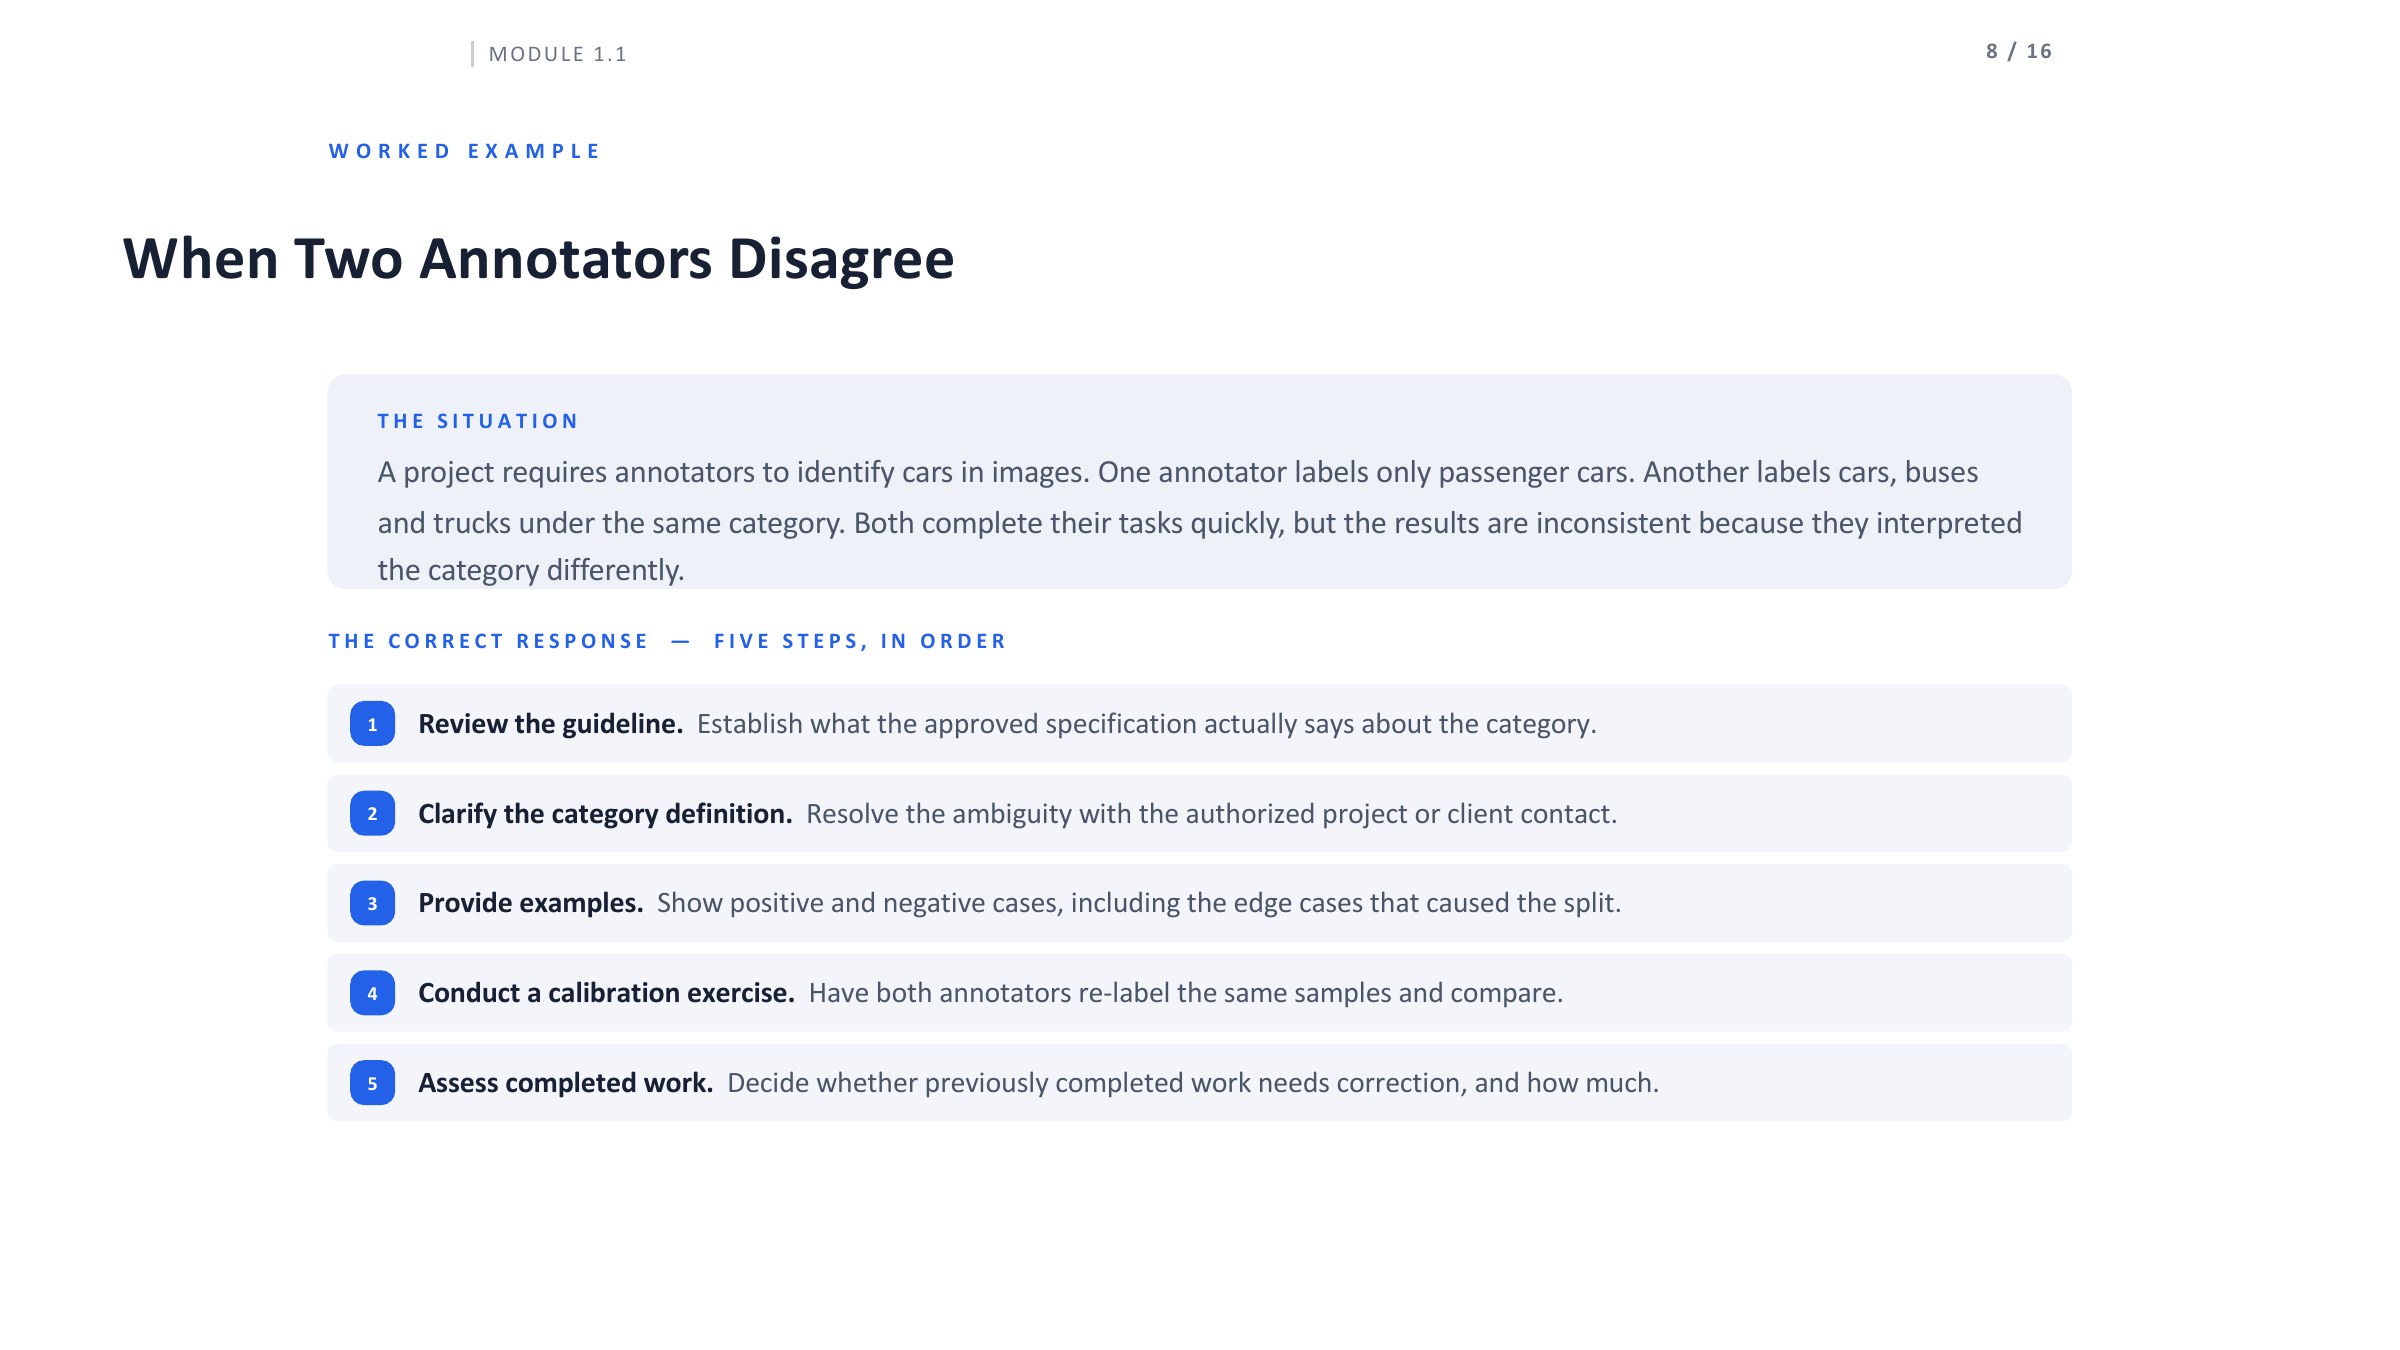 MODULE 1.1
8 / 16
WORKED EXAMPLE
When Two Annotators Disagree
THE SITUATION
A project requires annotators to identify cars in images. One annotator labels only passenger cars. Another labels cars, buses
and trucks under the same category. Both complete their tasks quickly, but the results are inconsistent because they interpreted
the category differently.
THE CORRECT RESPONSE — FIVE STEPS, IN ORDER
1 Review the guideline. Establish what the approved specification actually says about the category.
2 Clarify the category definition. Resolve the ambiguity with the authorized project or client contact.
3 Provide examples. Show positive and negative cases, including the edge cases that caused the split.
4 Conduct a calibration exercise. Have both annotators re-label the same samples and compare.
5 Assess completed work. Decide whether previously completed work needs correction, and how much.